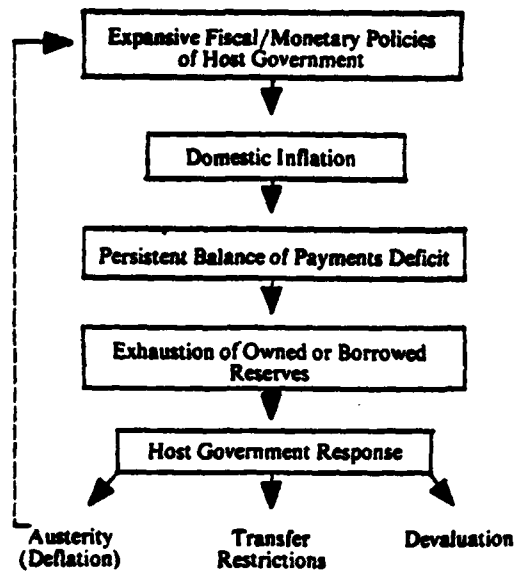 Expansive Fiscal/Monetary Policies
of Host Government
Domestic Inflation
Persistent Balance of Payments Deficit
Exhaustion of Owned or Borrowed
Reserves
Host Government Response
Austerity
(Deflation)
Transfer
Restrictions
Devaluation